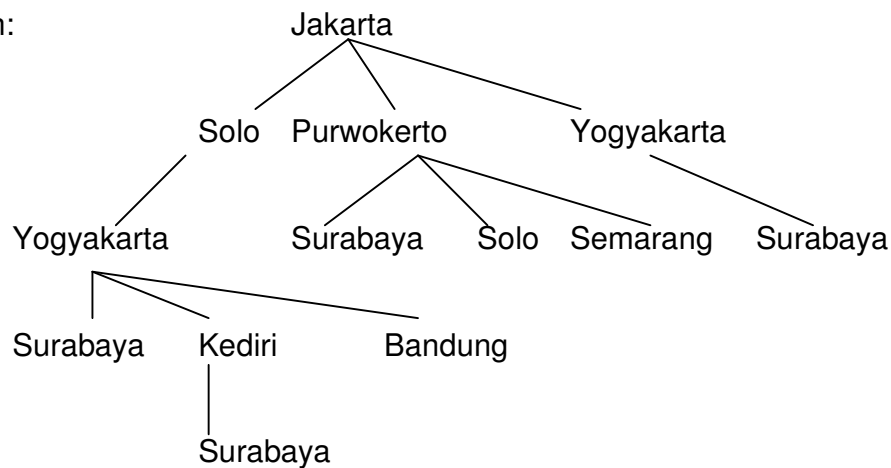 n: Jakarta
Solo Purwokerto Yogyakarta
Yogyakarta Surabaya Solo Semarang Surabaya
Surabaya Kediri Bandung
Surabaya